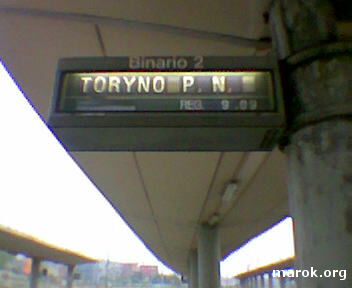 Binario 2
TORYNO P. N.
REG. 9.09
marok.org